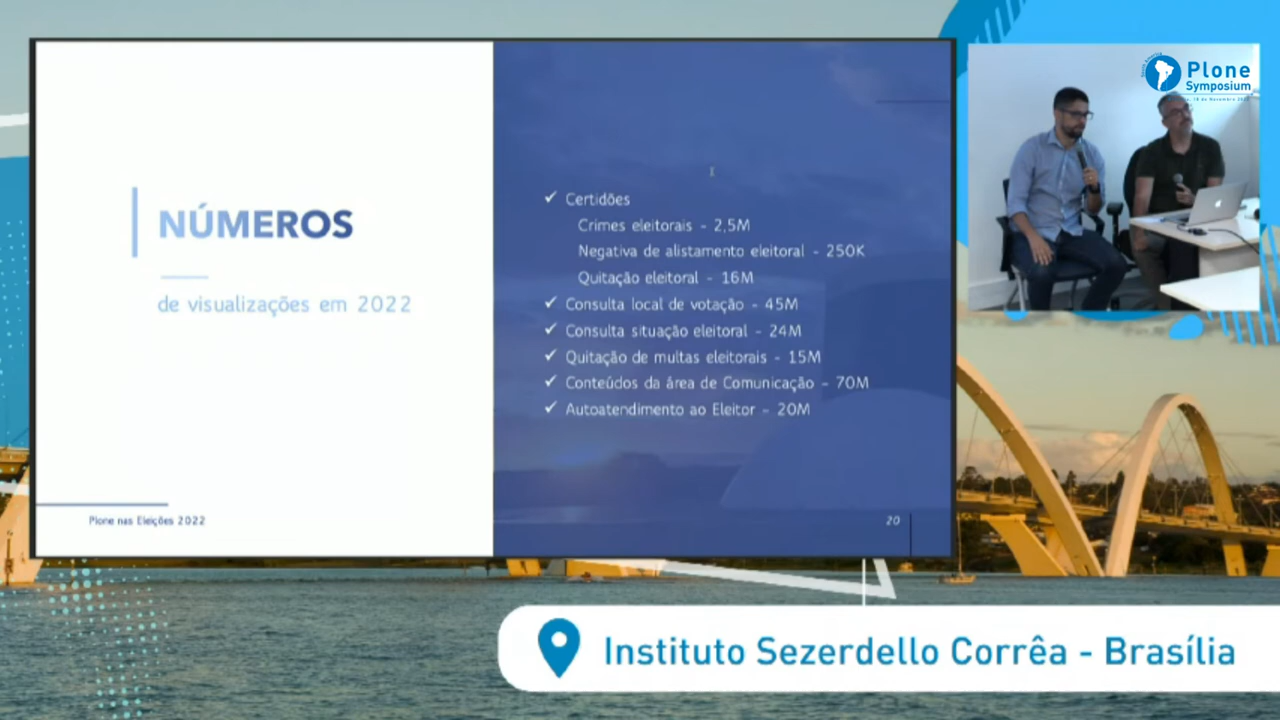 NÚMEROS
de visualizações em 2022
Plone nas Eleições 2022
✓ Certidões
Crimes eleitorais - 2,5M
Negativa de alistamento eleitoral - 250K
Quitação eleitoral - 16M
✓ Consulta local de votação - 45M
✓ Consulta situação eleitoral - 24M
✓ Quitação de multas eleitorais - 15M
✓ Conteúdos da área de Comunicação - 70M
✓ Autoatendimento ao Eleitor - 20M
20
Plone
Symposium
Instituto Sezerdello Corrêa - Brasília